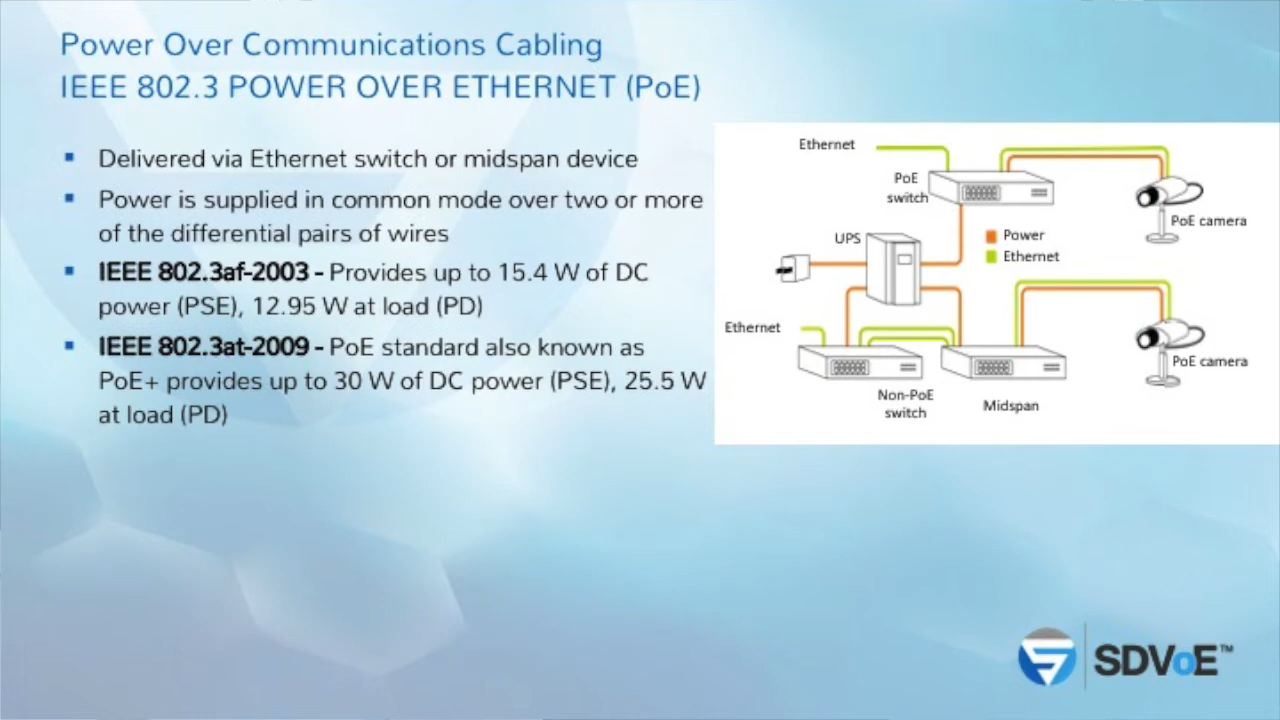 Power Over Communications Cabling
IEEE 802.3 POWER OVER ETHERNET (PoE)
▪ Delivered via Ethernet switch or midspan device
▪ Power is supplied in common mode over two or more
of the differential pairs of wires
▪ IEEE 802.3af-2003 - Provides up to 15.4 W of DC
power (PSE), 12.95 W at load (PD)
▪ IEEE 802.3at-2009 - PoE standard also known as
PoE+ provides up to 30 W of DC power (PSE), 25.5 W
at load (PD)
Ethernet
PoE
switch
PoE camera
UPS
Power
Ethernet
Ethernet
PoE camera
Non-PoE
switch
Midspan
SDVoE™